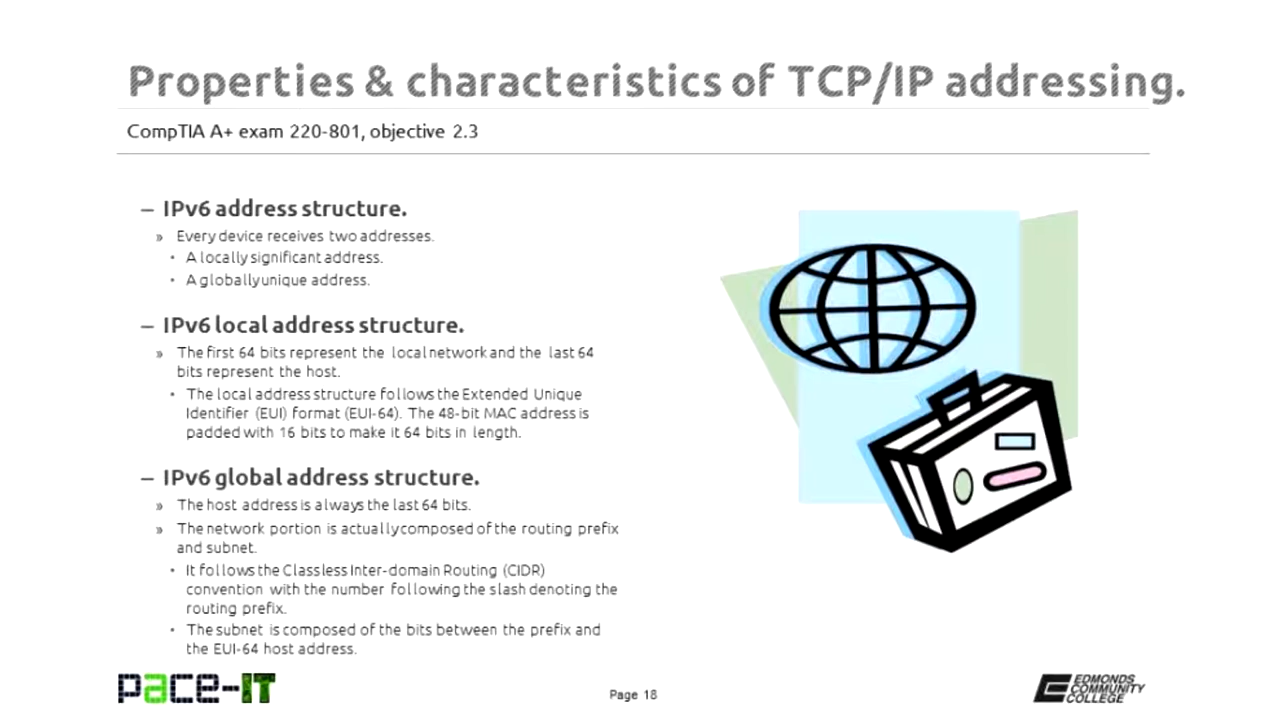 Properties & characteristics of TCP/IP addressing.
CompTIA A+ exam 220-801, objective 2.3
– IPv6 address structure.
» Every device receives two addresses.
• A locally significant address.
• A globally unique address.
– IPv6 local address structure.
» The first 64 bits represent the local network and the last 64
bits represent the host.
• The local address structure follows the Extended Unique
Identifier (EUI) format (EUI-64). The 48-bit MAC address is
padded with 16 bits to make it 64 bits in length.
– IPv6 global address structure.
» The host address is always the last 64 bits.
» The network portion is actually composed of the routing prefix
and subnet.
• It follows the Classless Inter-domain Routing (CIDR)
convention with the number following the slash denoting the
routing prefix.
• The subnet is composed of the bits between the prefix and
the EUI-64 host address.
pace-IT
Page 18
EDMONDS
COMMUNITY
COLLEGE